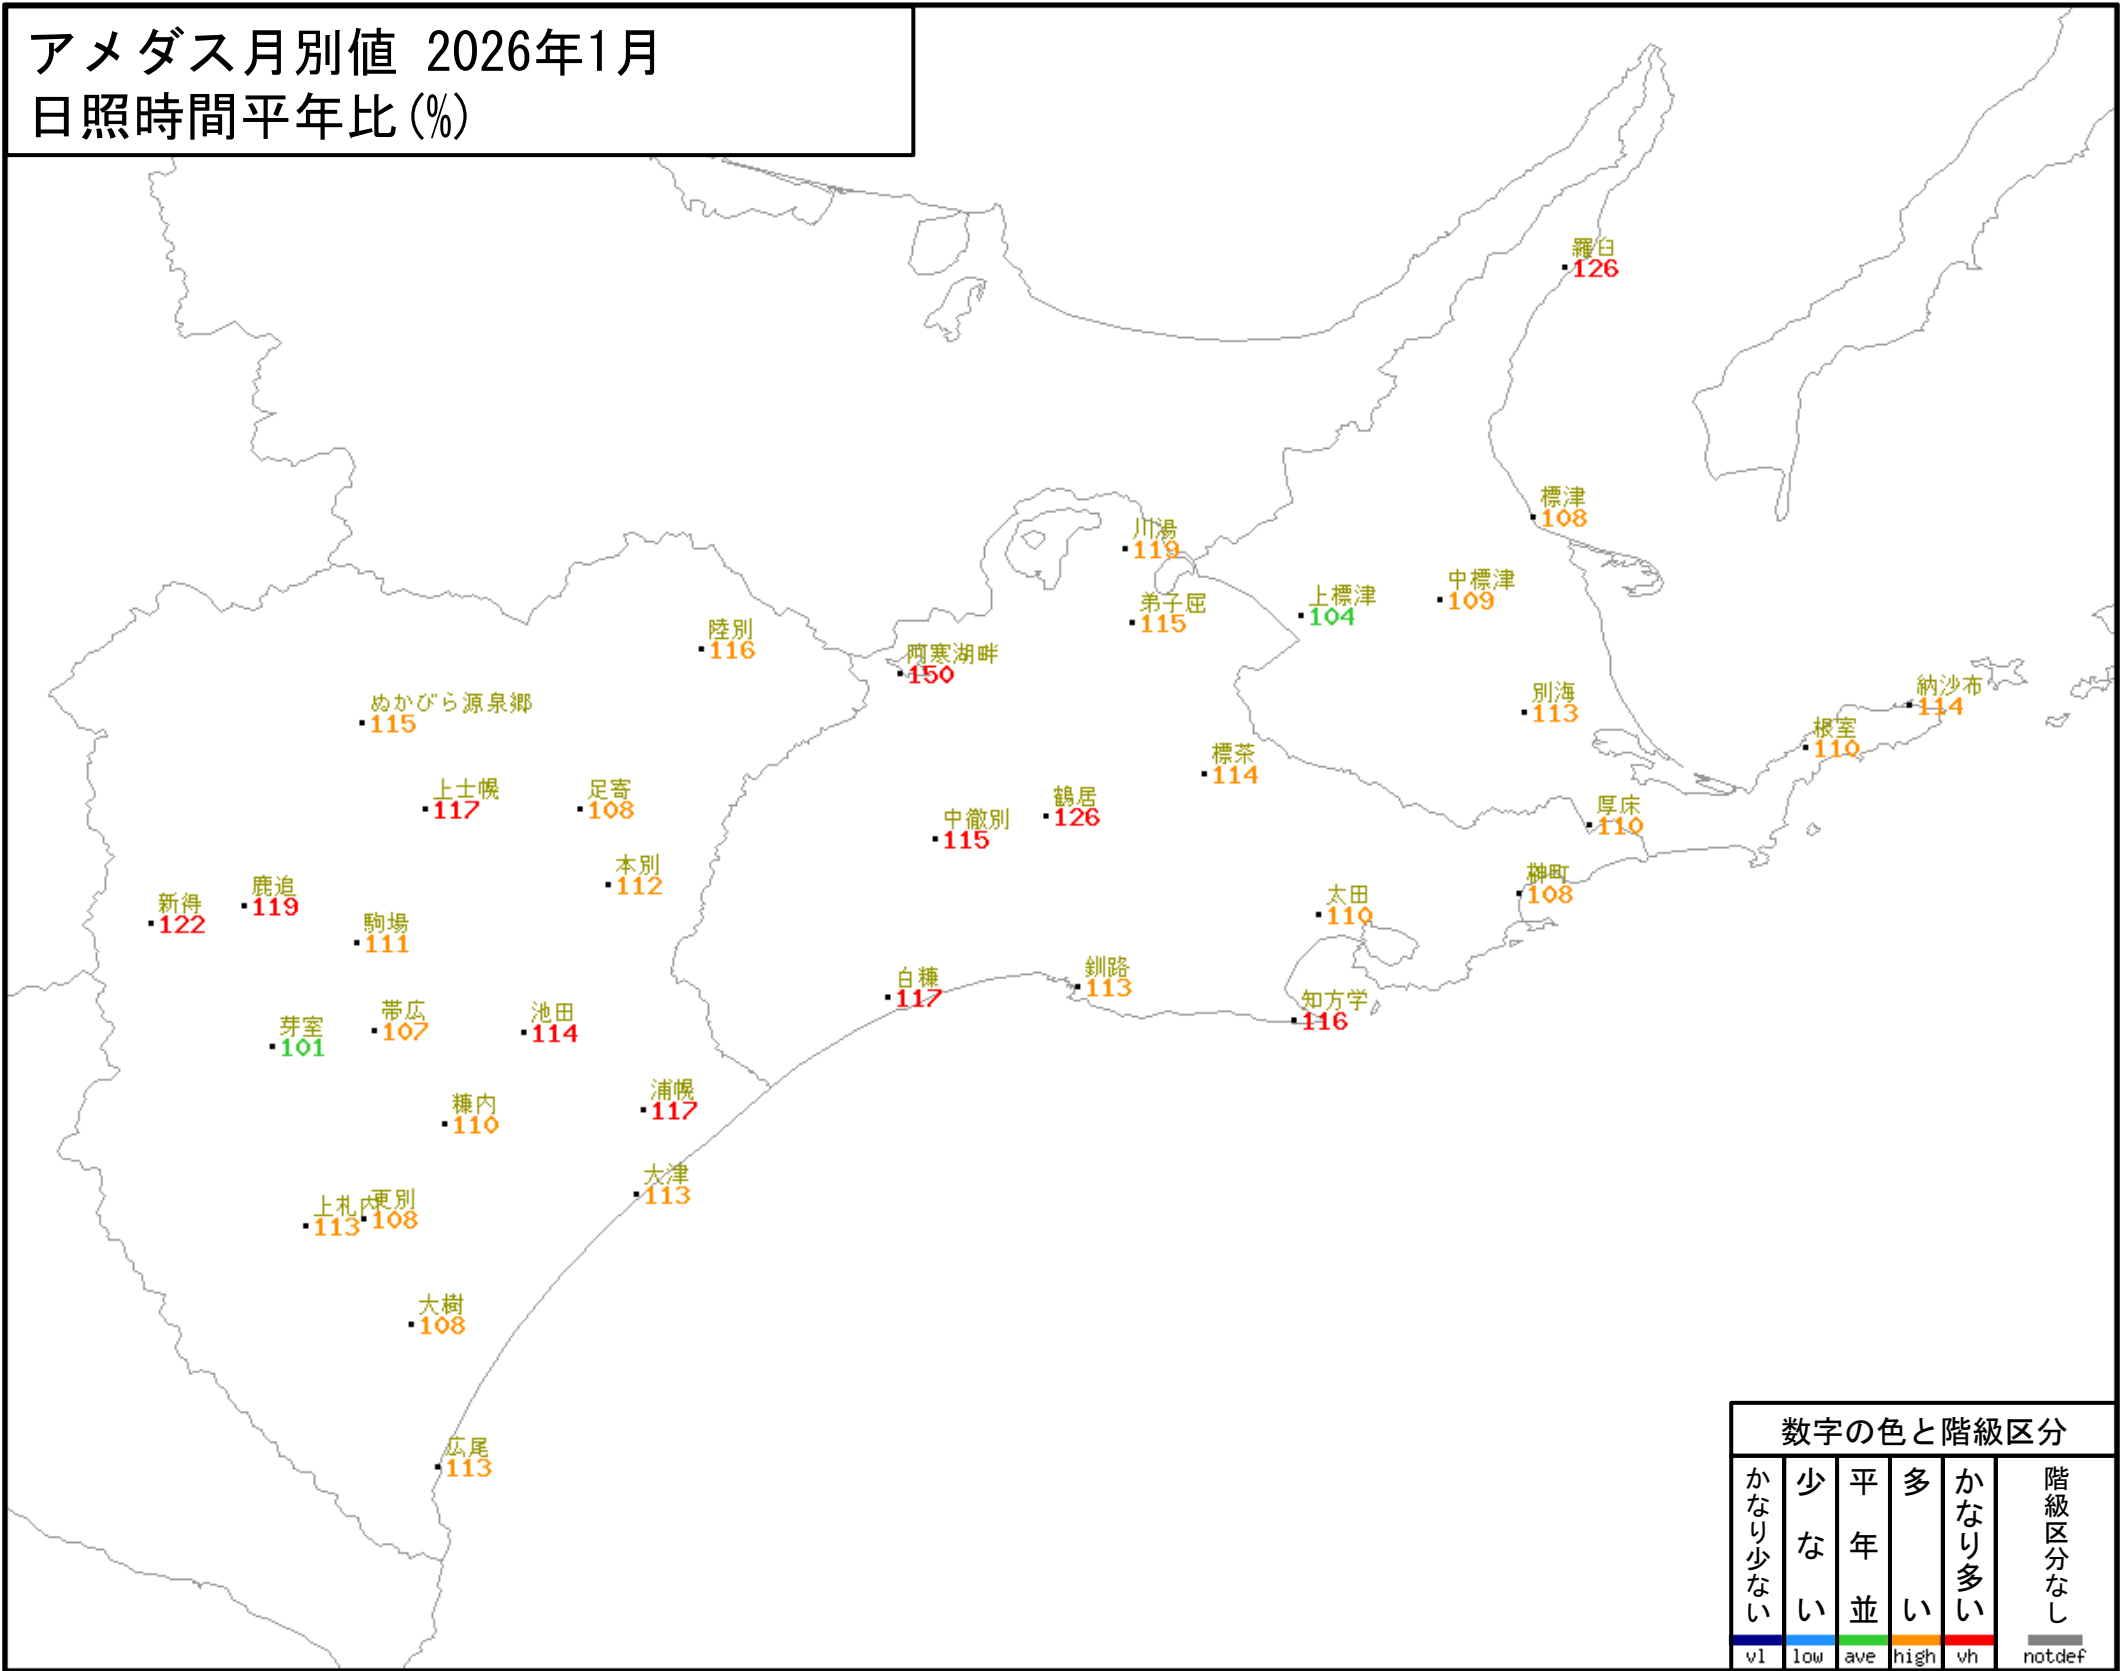 アメダス月別値 2026年1月
日照時間平年比(%)
羅臼
126
標津
108
川湯
119
中標津
109
上標津
104
弟子屈
115
陸別
116
阿寒湖畔
150
納沙布
114
別海
113
ぬかびら源泉郷
115
根室
110
標茶
114
上士幌
117
足寄
108
鶴居
126
厚床
110
中徹別
115
本別
112
榊町
108
鹿追
119
太田
110
新得
122
駒場
111
釧路
113
白糠
117
知方学
116
帯広
107
池田
114
芽室
101
浦幌
117
糠内
110
大津
113
更別
108
上札内
113
大樹
108
広尾
113
数字の色と階級区分
かなり少ない
少ない
平年並
多い
かなり多い
階級区分なし
vl low ave high vh notdef